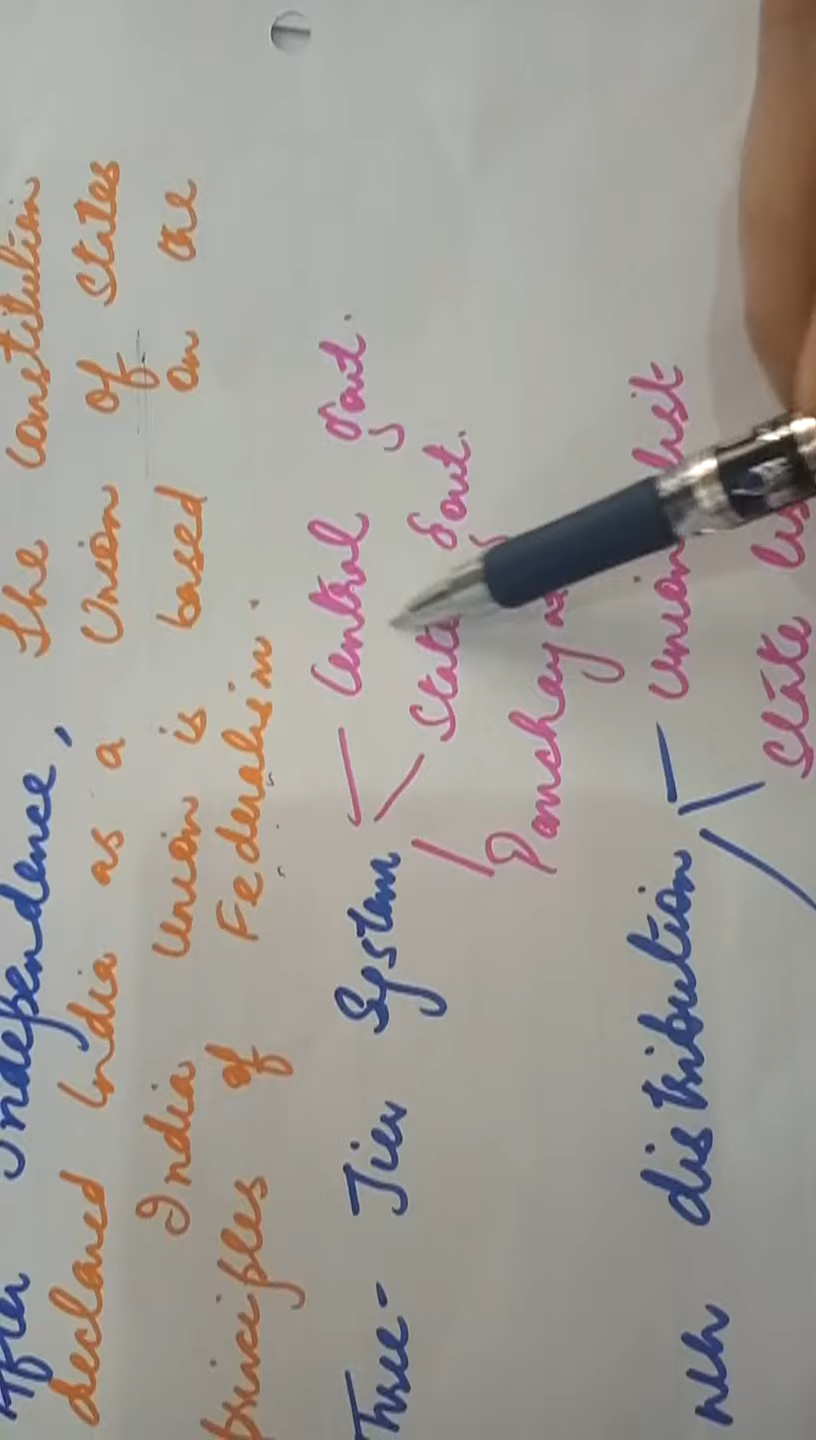 After Independence, The constitution
declared India as a Union of States
India Union is based on the
principles of Federalism.
Three-Tier System Central Govt.
State Govt.
Panchayat
distribution Union list
State